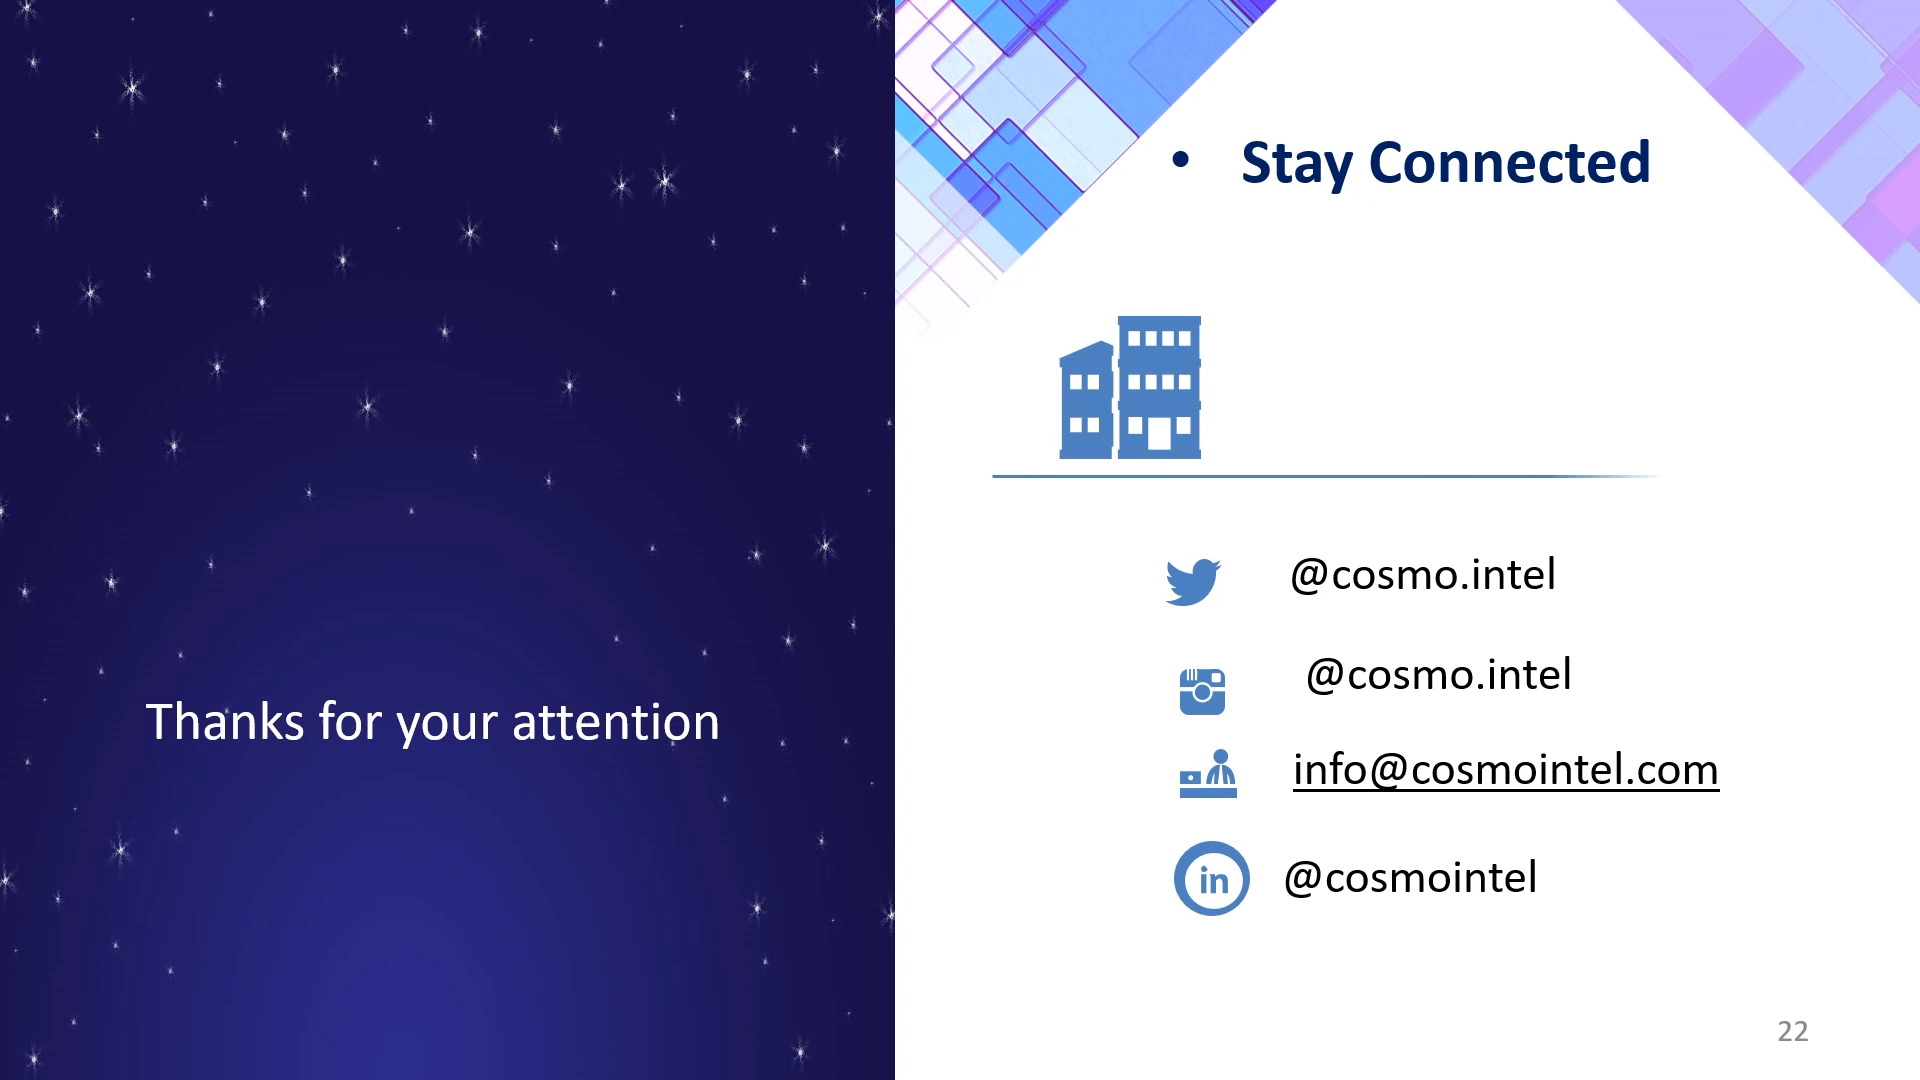 Thanks for your attention
• Stay Connected
@cosmo.intel
@cosmo.intel
info@cosmointel.com
in @cosmointel
22